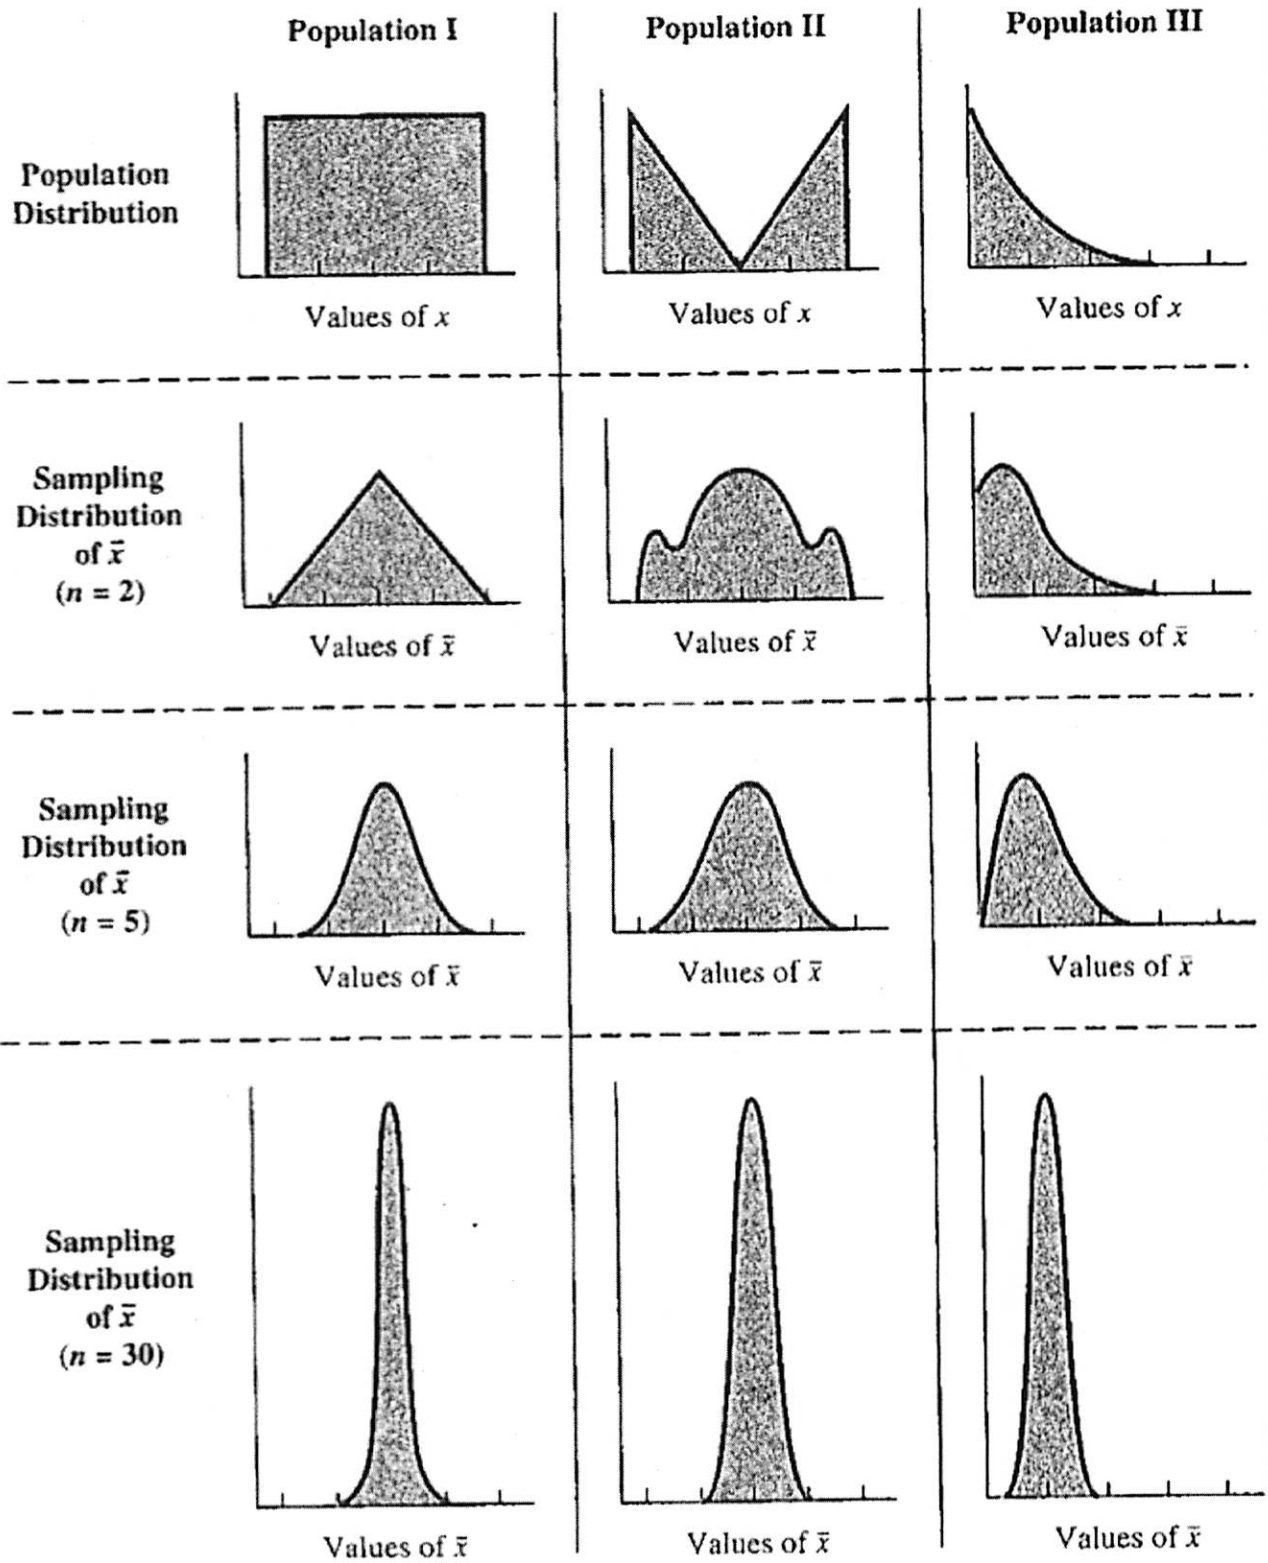 Population I
Population II
Population III
Population
Distribution
Values of x
Values of x
Values of x
Sampling
Distribution
of x̄
(n = 2)
Values of x̄
Values of x̄
Values of x̄
Sampling
Distribution
of x̄
(n = 5)
Values of x̄
Values of x̄
Values of x̄
Sampling
Distribution
of x̄
(n = 30)
Values of x̄
Values of x̄
Values of x̄